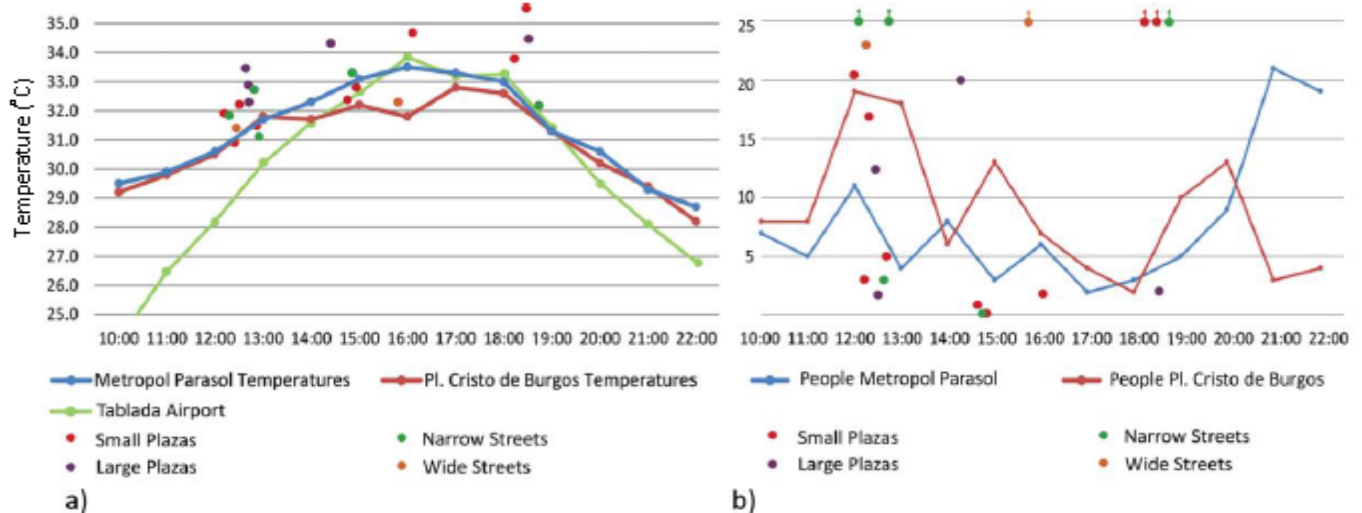 Temperature (°C)
35.0
34.0
33.0
32.0
31.0
30.0
29.0
28.0
27.0
26.0
25.0
10:00 11:00 12:00 13:00 14:00 15:00 16:00 17:00 18:00 19:00 20:00 21:00 22:00
Metropol Parasol Temperatures Pl. Cristo de Burgos Temperatures
Tablada Airport
Small Plazas Narrow Streets
Large Plazas Wide Streets
a)
25
20
15
10
5
10:00 11:00 12:00 13:00 14:00 15:00 16:00 17:00 18:00 19:00 20:00 21:00 22:00
People Metropol Parasol People Pl. Cristo de Burgos
Small Plazas Narrow Streets
Large Plazas Wide Streets
b)